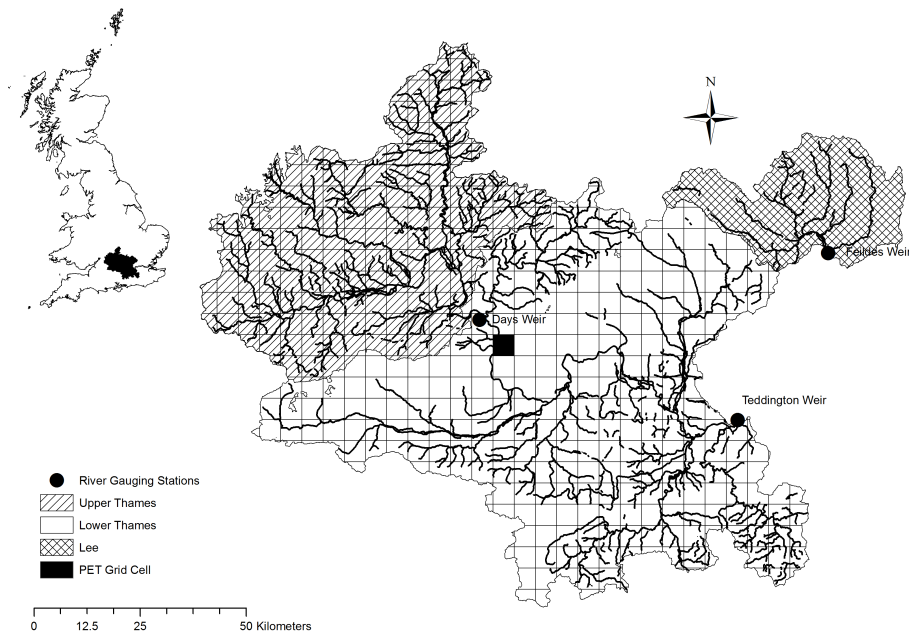 N
Feildes Weir
Days Weir
Teddington Weir
River Gauging Stations
Upper Thames
Lower Thames
Lee
PET Grid Cell
0 12.5 25 50 Kilometers